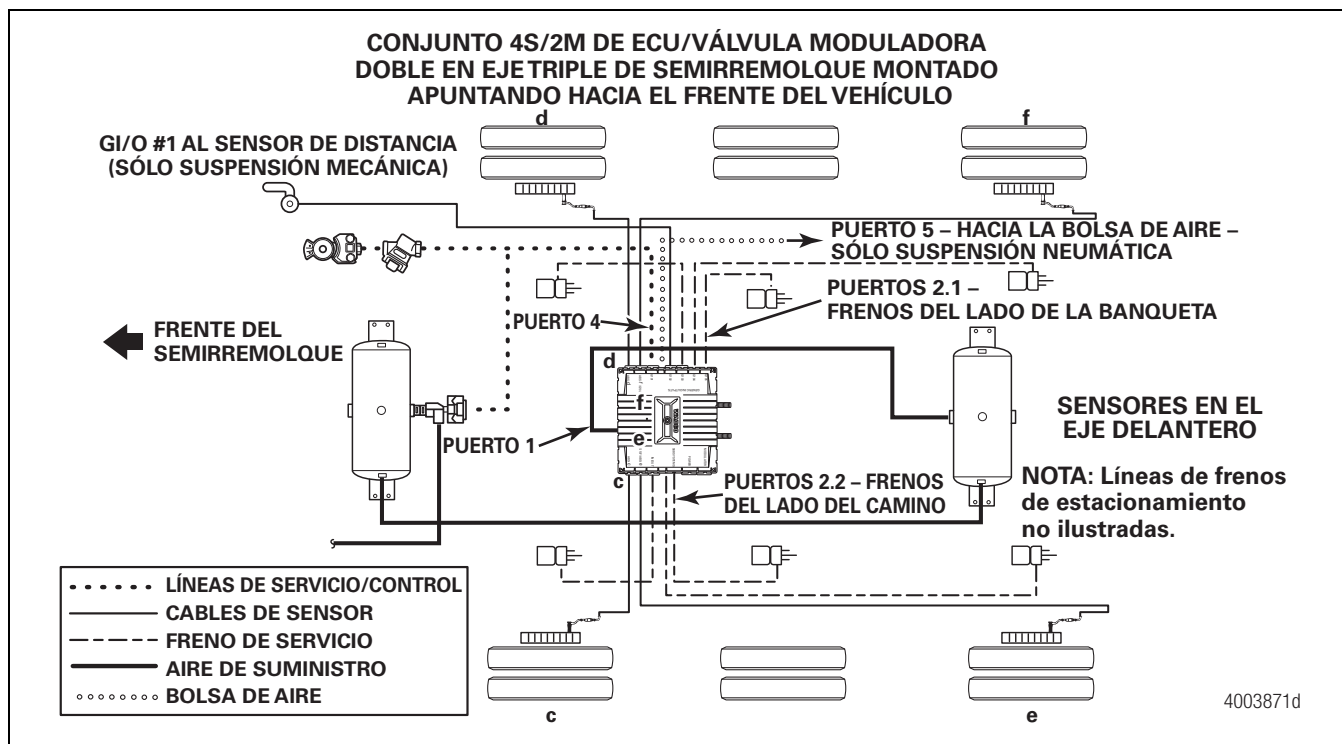 CONJUNTO 4S/2M DE ECU/VÁLVULA MODULADORA
DOBLE EN EJE TRIPLE DE SEMIRREMOLQUE MONTADO
APUNTANDO HACIA EL FRENTE DEL VEHÍCULO
d
f
GI/O #1 AL SENSOR DE DISTANCIA
(SÓLO SUSPENSIÓN MECÁNICA)
PUERTO 5 – HACIA LA BOLSA DE AIRE –
SÓLO SUSPENSIÓN NEUMÁTICA
PUERTOS 2.1 –
FRENOS DEL LADO DE LA BANQUETA
PUERTO 4
FRENTE DEL
SEMIRREMOLQUE
d
f
e
c
PUERTO 1
SENSORES EN EL
EJE DELANTERO
PUERTOS 2.2 – FRENOS
DEL LADO DEL CAMINO
NOTA: Líneas de frenos
de estacionamiento
no ilustradas.
LÍNEAS DE SERVICIO/CONTROL
CABLES DE SENSOR
FRENO DE SERVICIO
AIRE DE SUMINISTRO
BOLSA DE AIRE
c
e
4003871d